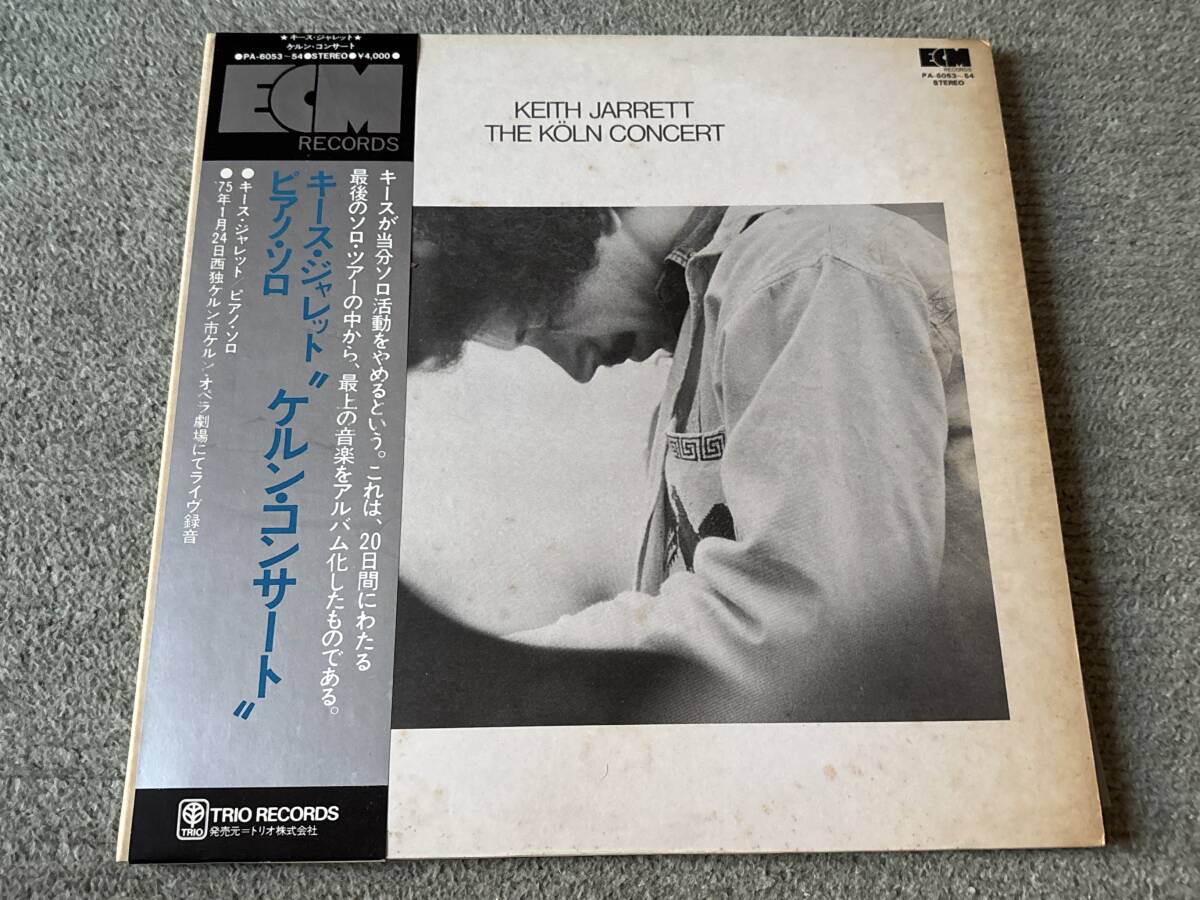 ★キース・ジャレット★
ケルン・コンサート
●PA-6053~54●STEREO●¥4,000●
ECM
RECORDS
キースが当分ソロ活動をやめるという。これは、20日間にわたる
最後のソロ・ツアーの中から、最上の音楽をアルバム化したものである。
キース・ジャレット〝ケルン・コンサート〟
ピアノ・ソロ
●キース・ジャレット/ピアノ・ソロ
●'75年1月24日西独ケルン市ケルン・オペラ劇場にてライヴ録音
TRIO
TRIO RECORDS
発売元=トリオ株式会社
KEITH JARRETT
THE KÖLN CONCERT
ECM
RECORDS
PA-6053~54
STEREO